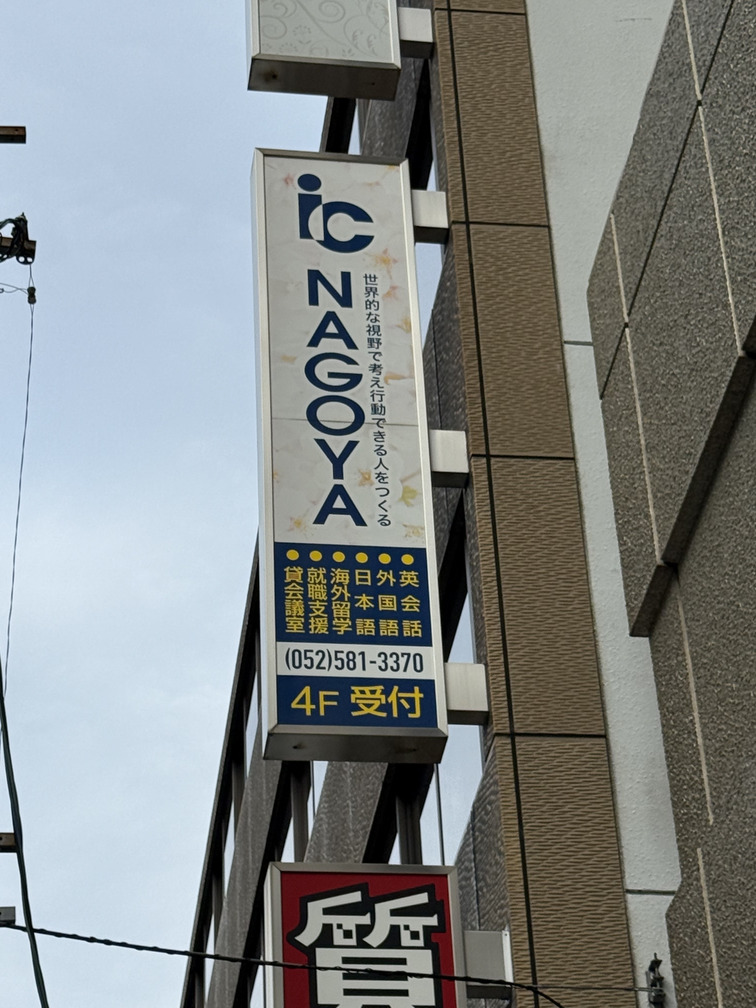 ic
NAGOYA
世界的な視野で考え行動できる人をつくる
英会話
外国語
日本語
海外留学
就職支援
貸会議室
(052)581-3370
4F 受付
質